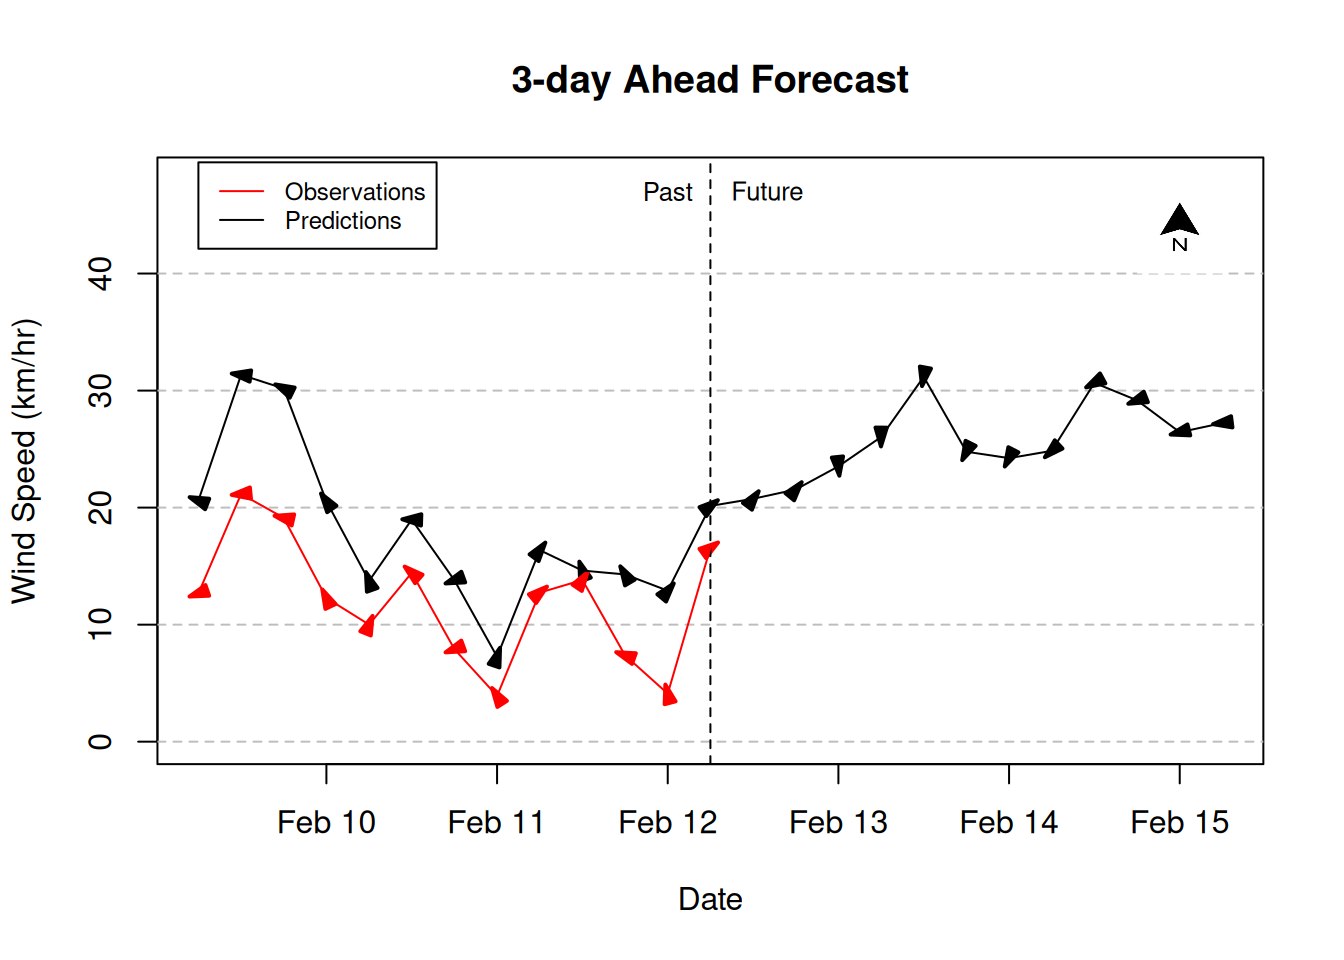 3-day Ahead Forecast
Observations
Predictions
Past
Future
N
Wind Speed (km/hr)
40
30
20
10
0
Feb 10
Feb 11
Feb 12
Feb 13
Feb 14
Feb 15
Date